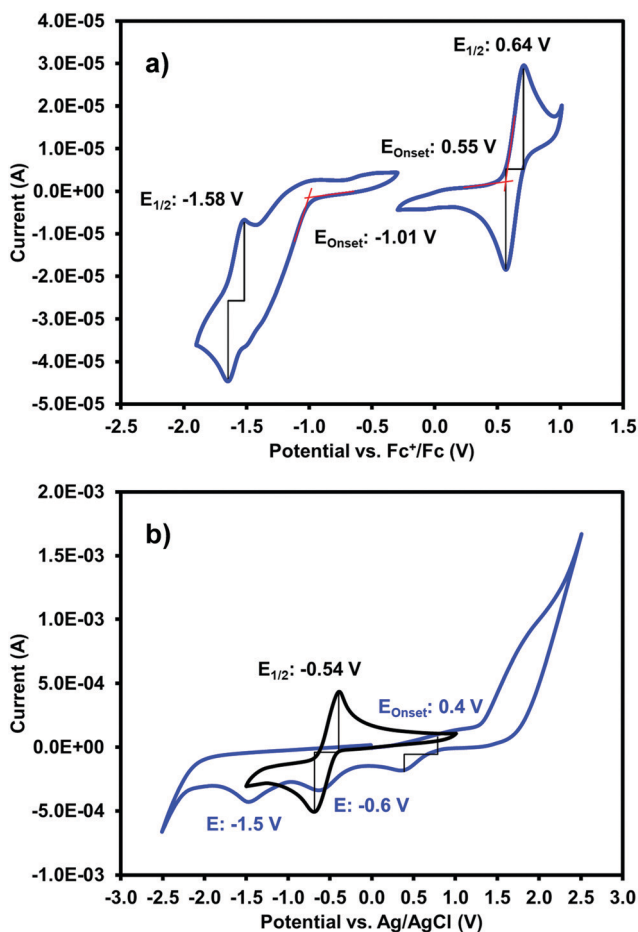 a)
E1/2: 0.64 V
EOnset: 0.55 V
E1/2: -1.58 V
EOnset: -1.01 V
4.0E-05
3.0E-05
2.0E-05
1.0E-05
0.0E+00
-1.0E-05
-2.0E-05
-3.0E-05
-4.0E-05
-5.0E-05
Current (A)
-2.5 -2.0 -1.5 -1.0 -0.5 0.0 0.5 1.0 1.5
Potential vs. Fc+/Fc (V)
b)
E1/2: -0.54 V
EOnset: 0.4 V
E: -1.5 V
E: -0.6 V
2.0E-03
1.5E-03
1.0E-03
5.0E-04
0.0E+00
-5.0E-04
-1.0E-03
Current (A)
-3.0 -2.5 -2.0 -1.5 -1.0 -0.5 0.0 0.5 1.0 1.5 2.0 2.5 3.0
Potential vs. Ag/AgCl (V)